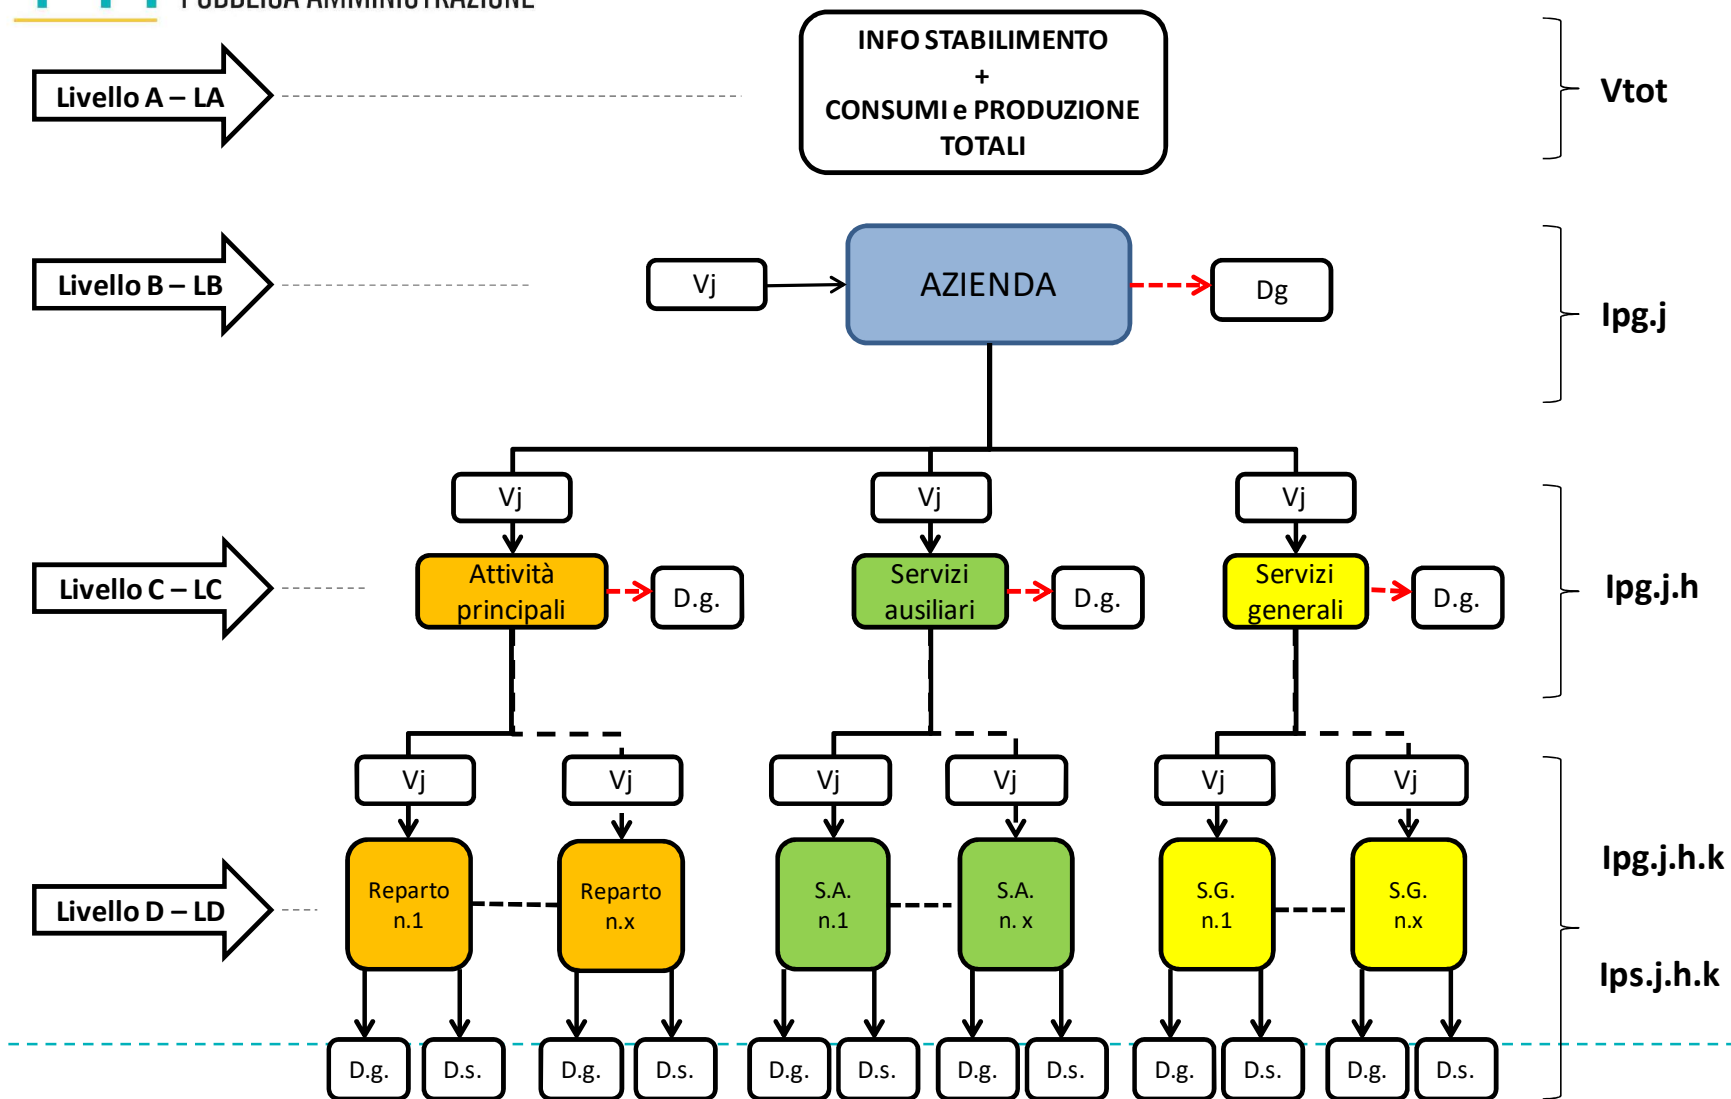 PUBBLICA AMMINISTRAZIONE
INFO STABILIMENTO
+
CONSUMI e PRODUZIONE
TOTALI
Livello A – LA
Vtot
Livello B – LB
Vj
AZIENDA
Dg
Ipg.j
Vj
Vj
Vj
Livello C – LC
Attività
principali
D.g.
Servizi
ausiliari
D.g.
Servizi
generali
D.g.
Ipg.j.h
Vj
Vj
Vj
Vj
Vj
Vj
Livello D – LD
Reparto
n.1
Reparto
n.x
S.A.
n.1
S.A.
n. x
S.G.
n.1
S.G.
n.x
Ipg.j.h.k
Ips.j.h.k
D.g.
D.s.
D.g.
D.s.
D.g.
D.s.
D.g.
D.s.
D.g.
D.s.
D.g.
D.s.